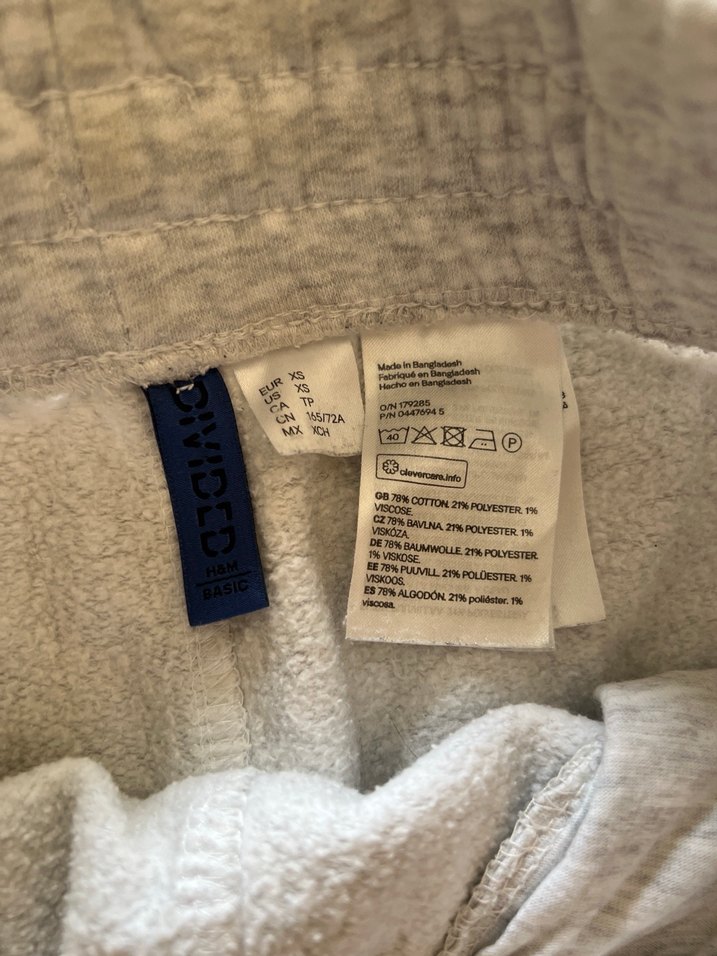 DIVIDED
H&M
BASIC
EUR XS
US XS
CA TP
CN 165/72A
MX XCH
Made in Bangladesh
Fabriqué en Bangladesh
Hecho en Bangladesh
O/N 179285
P/N 0447694 5
40 P
clevercare.info
GB 78% COTTON. 21% POLYESTER. 1%
VISCOSE.
CZ 78% BAVLNA. 21% POLYESTER. 1%
VISKÓZA.
DE 78% BAUMWOLLE. 21% POLYESTER.
1% VISKOSE.
EE 78% PUUVILL. 21% POLÜESTER. 1%
VISKOOS.
ES 78% ALGODÓN. 21% poliéster. 1%
viscosa.